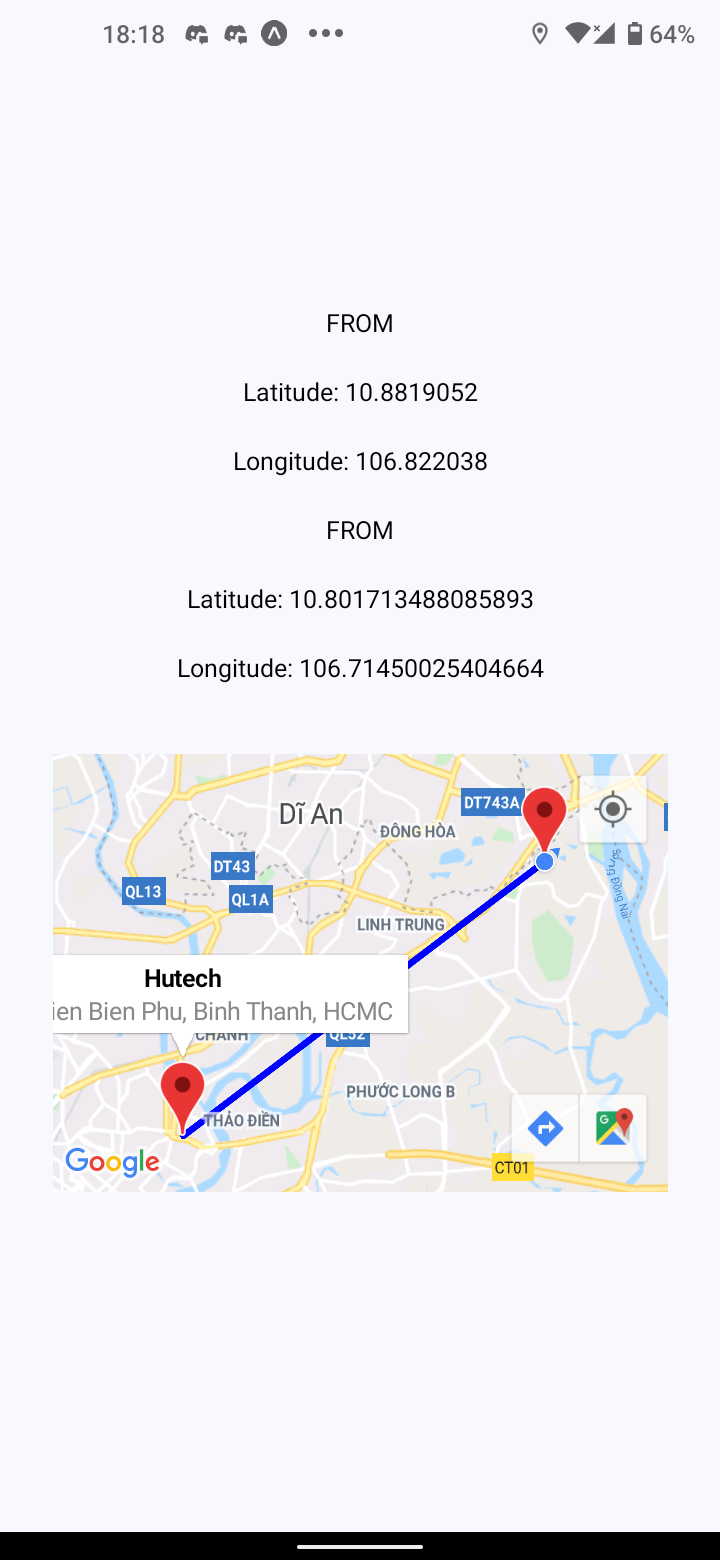 18:18
64%
FROM
Latitude: 10.8819052
Longitude: 106.822038
FROM
Latitude: 10.801713488085893
Longitude: 106.71450025404664
DT743A
Dĩ An
ĐÔNG HÒA
DT43
QL13
QL1A
Đồng Nai
LINH TRUNG
Hutech
ien Bien Phu, Binh Thanh, HCMC
CHÁNH
QL52
PHƯỚC LONG B
THẢO ĐIỀN
G
Google
CT01